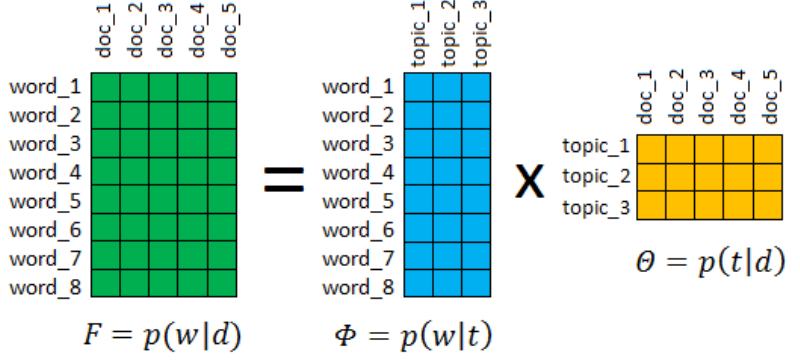 doc_1 doc_2 doc_3 doc_4 doc_5
word_1
word_2
word_3
word_4
word_5
word_6
word_7
word_8
F = p(w|d)
=
topic_1 topic_2 topic_3
word_1
word_2
word_3
word_4
word_5
word_6
word_7
word_8
Φ = p(w|t)
x
doc_1 doc_2 doc_3 doc_4 doc_5
topic_1
topic_2
topic_3
Θ = p(t|d)